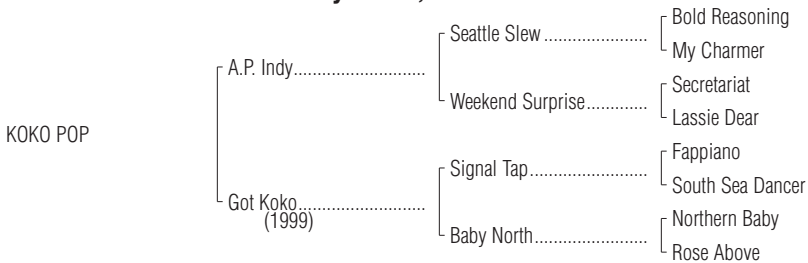 Bold Reasoning
Seattle Slew ......................
My Charmer
A.P. Indy............................
Secretariat
Weekend Surprise.............
Lassie Dear
KOKO POP
Fappiano
Signal Tap.........................
South Sea Dancer
Got Koko...........................
(1999)
Northern Baby
Baby North........................
Rose Above